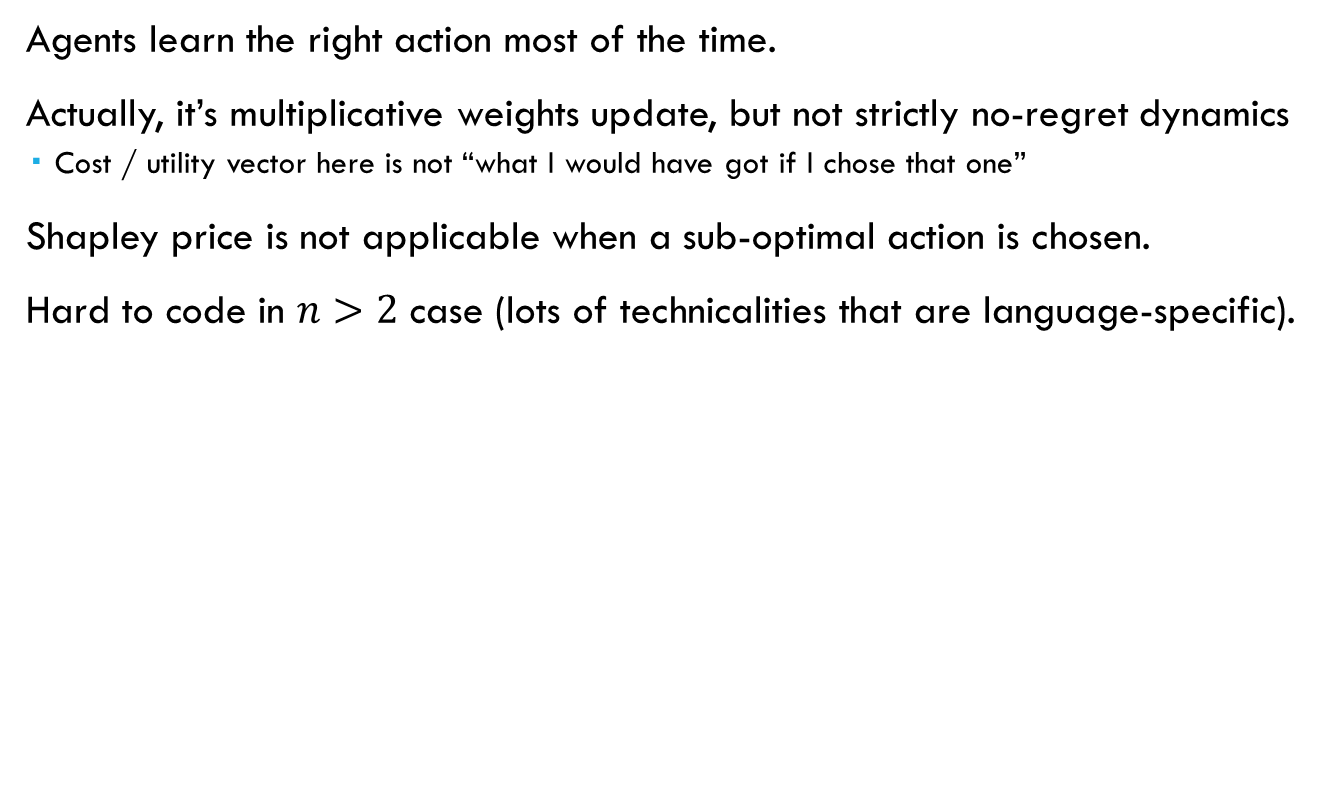 Agents learn the right action most of the time.
Actually, it’s multiplicative weights update, but not strictly no-regret dynamics
▪ Cost / utility vector here is not “what I would have got if I chose that one”
Shapley price is not applicable when a sub-optimal action is chosen.
Hard to code in 𝑛 > 2 case (lots of technicalities that are language-specific).